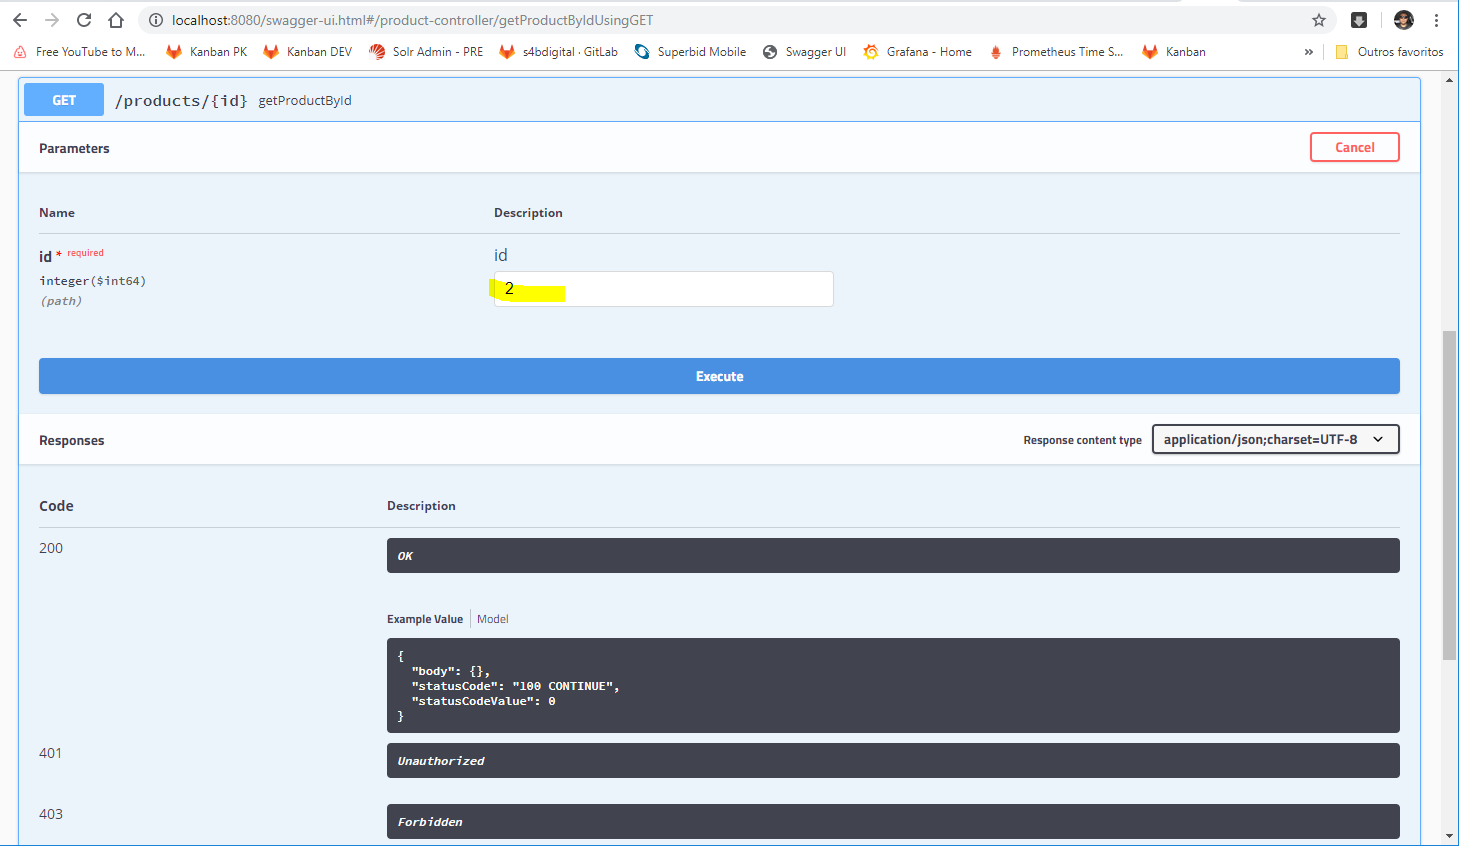 localhost:8080/swagger-ui.html#/product-controller/getProductByIdUsingGET
Free YouTube to M... Kanban PK Kanban DEV Solr Admin - PRE s4bdigital · GitLab Superbid Mobile Swagger UI Grafana - Home Prometheus Time S... Kanban » Outros favoritos
GET /products/{id} getProductById
Parameters Cancel
Name Description
id * required id
integer($int64) 2
(path)
Execute
Responses Response content type application/json;charset=UTF-8
Code Description
200 OK
Example Value Model
{
"body": {},
"statusCode": "100 CONTINUE",
"statusCodeValue": 0
}
401 Unauthorized
403 Forbidden